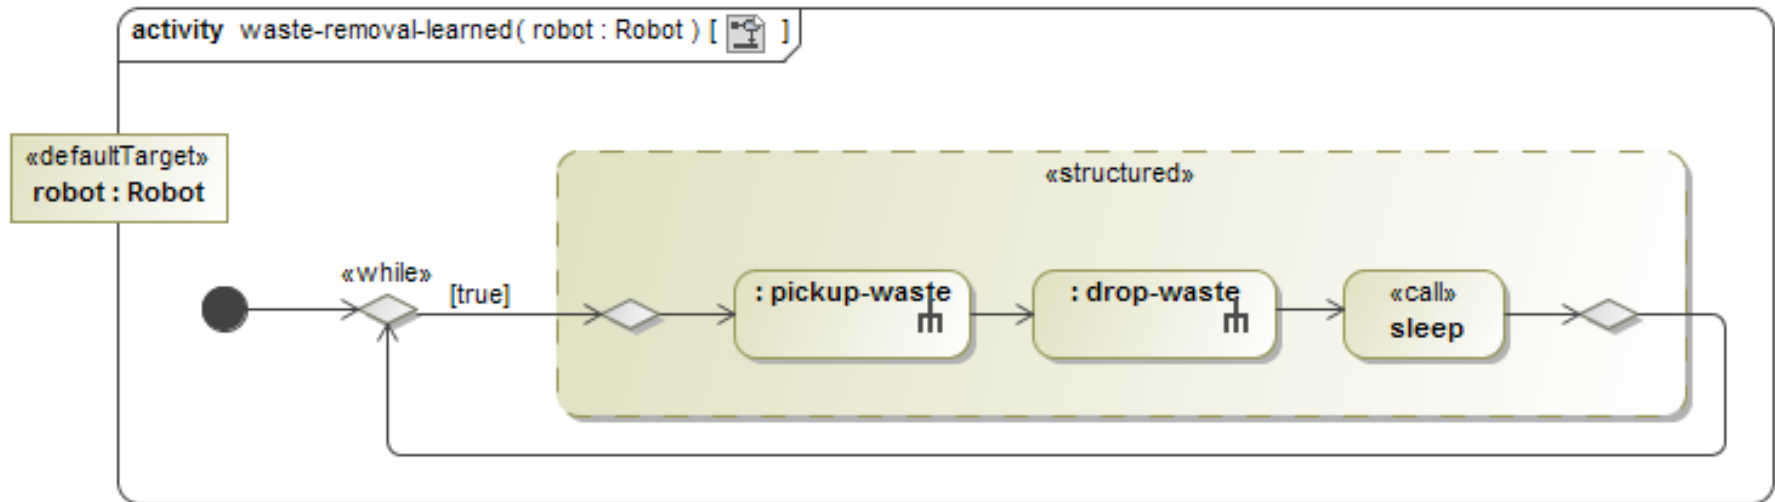 activity waste-removal-learned( robot : Robot ) [ ]
«defaultTarget»
robot : Robot
«structured»
«while»
[true]
: pickup-waste
: drop-waste
«call»
sleep